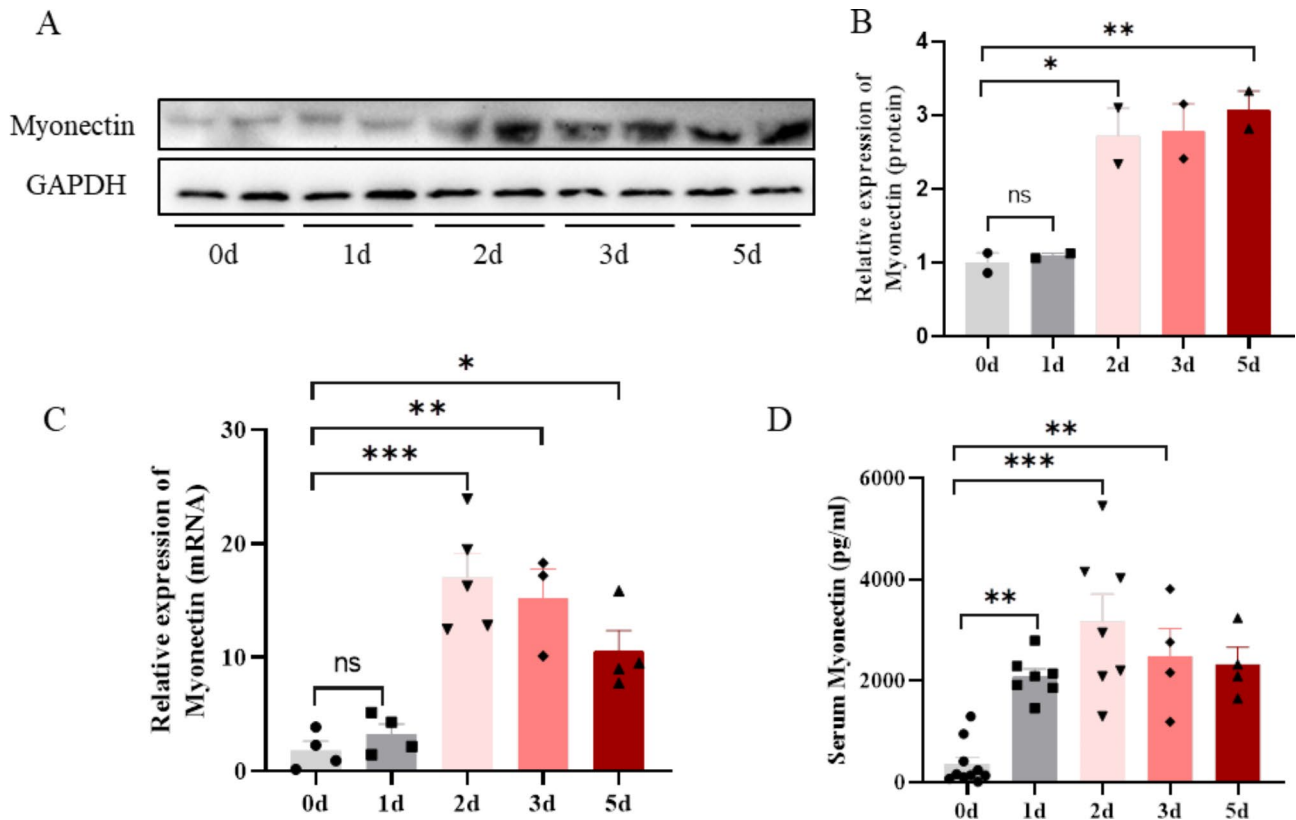 A
Myonectin
GAPDH
0d 1d 2d 3d 5d
B
Relative expression of
Myonectin (protein)
4
3
2
1
0
**
*
ns
0d 1d 2d 3d 5d
C
Relative expression of
Myonectin (mRNA)
30
20
10
0
*
**
***
ns
0d 1d 2d 3d 5d
D
Serum Myonectin (pg/ml)
6000
4000
2000
0
**
***
**
0d 1d 2d 3d 5d